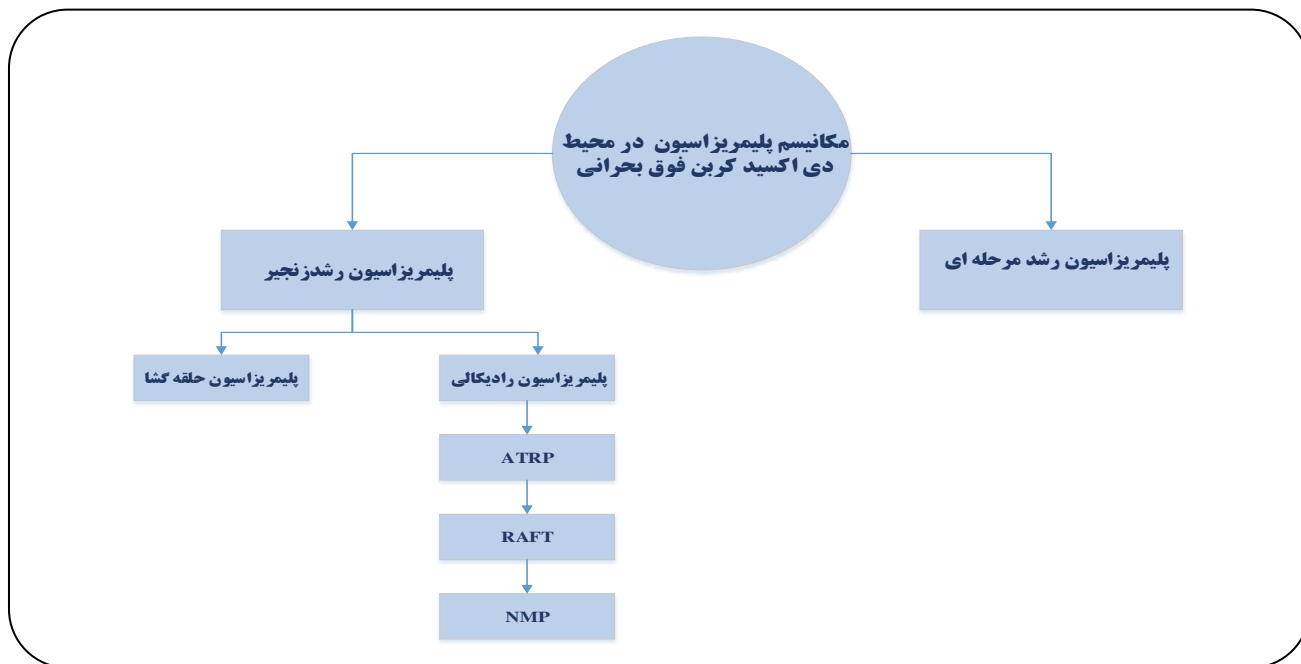 مکانیسم پلیمریزاسیون در محیط
دی اکسید کربن فوق بحرانی
پلیمریزاسیون رشد مرحله ای
پلیمریزاسیون رشدزنجیر
پلیمریزاسیون رادیکالی
پلیمریزاسیون حلقه گشا
ATRP
RAFT
NMP